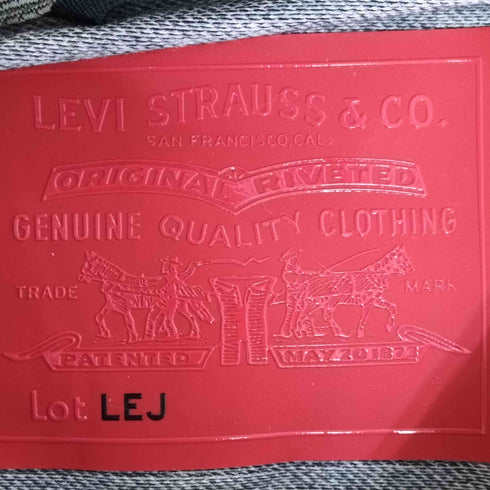 LEVI STRAUSS & CO.
SAN FRANCISCO, CAL.
ORIGINAL RIVETED
GENUINE QUALITY CLOTHING
TRADE MARK
PATENTED MAY 20 1873
Lot LEJ